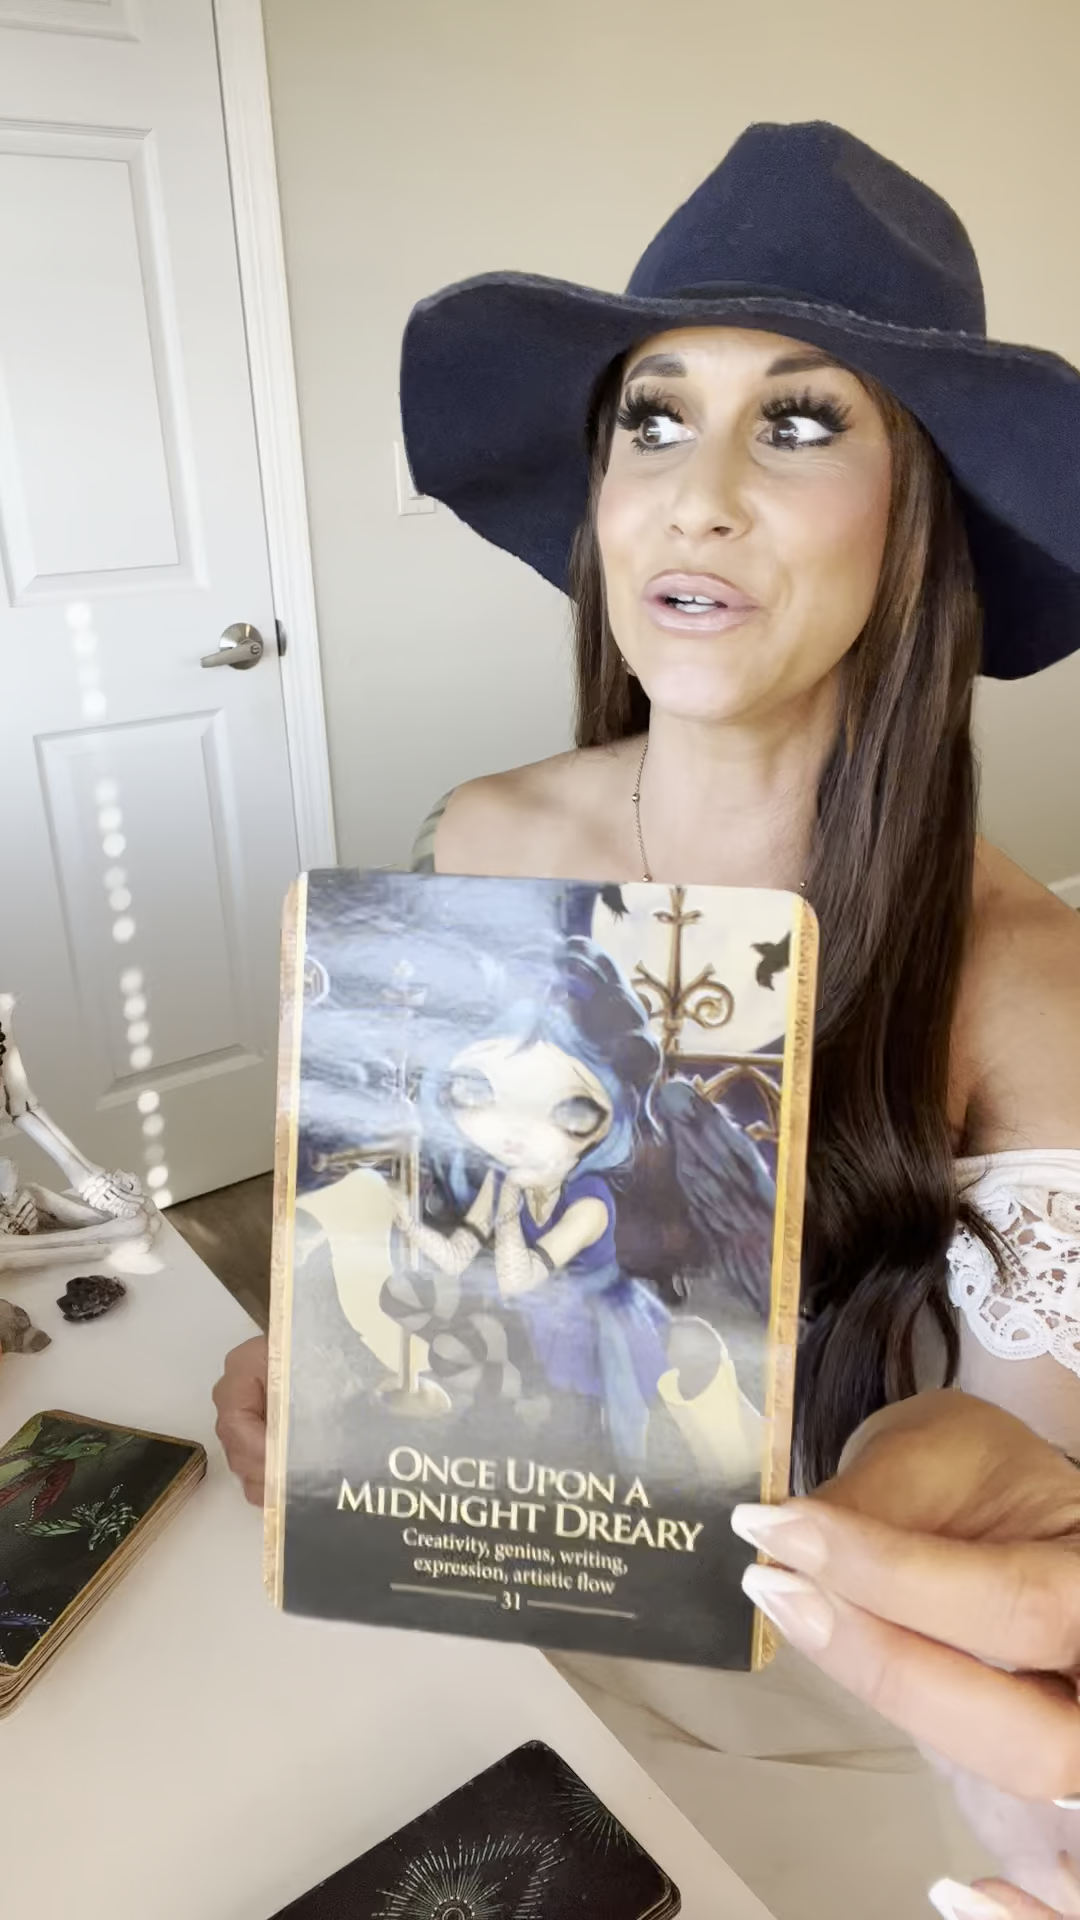 ONCE UPON A
MIDNIGHT DREARY
Creativity, genius, writing,
expression, artistic flow
31